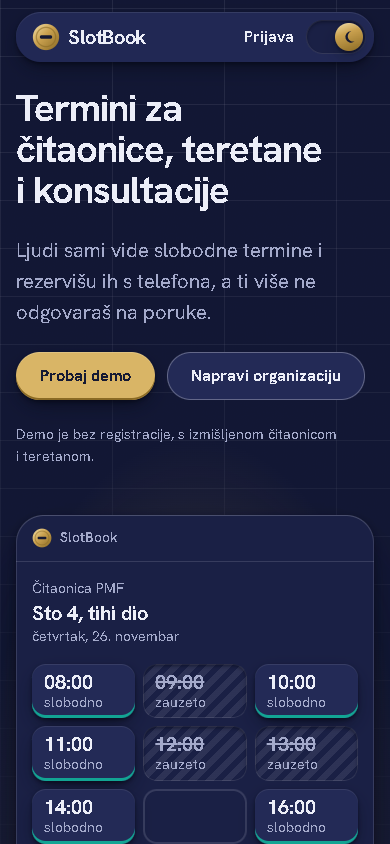 SlotBook
Prijava
Termini za
čitaonice, teretane
i konsultacije
Ljudi sami vide slobodne termine i
rezervišu ih s telefona, a ti više ne
odgovaraš na poruke.
Probaj demo
Napravi organizaciju
Demo je bez registracije, s izmišljenom čitaonicom
i teretanom.
SlotBook
Čitaonica PMF
Sto 4, tihi dio
četvrtak, 26. novembar
08:00 09:00 10:00
slobodno zauzeto slobodno
11:00 12:00 13:00
slobodno zauzeto zauzeto
14:00 16:00
slobodno slobodno